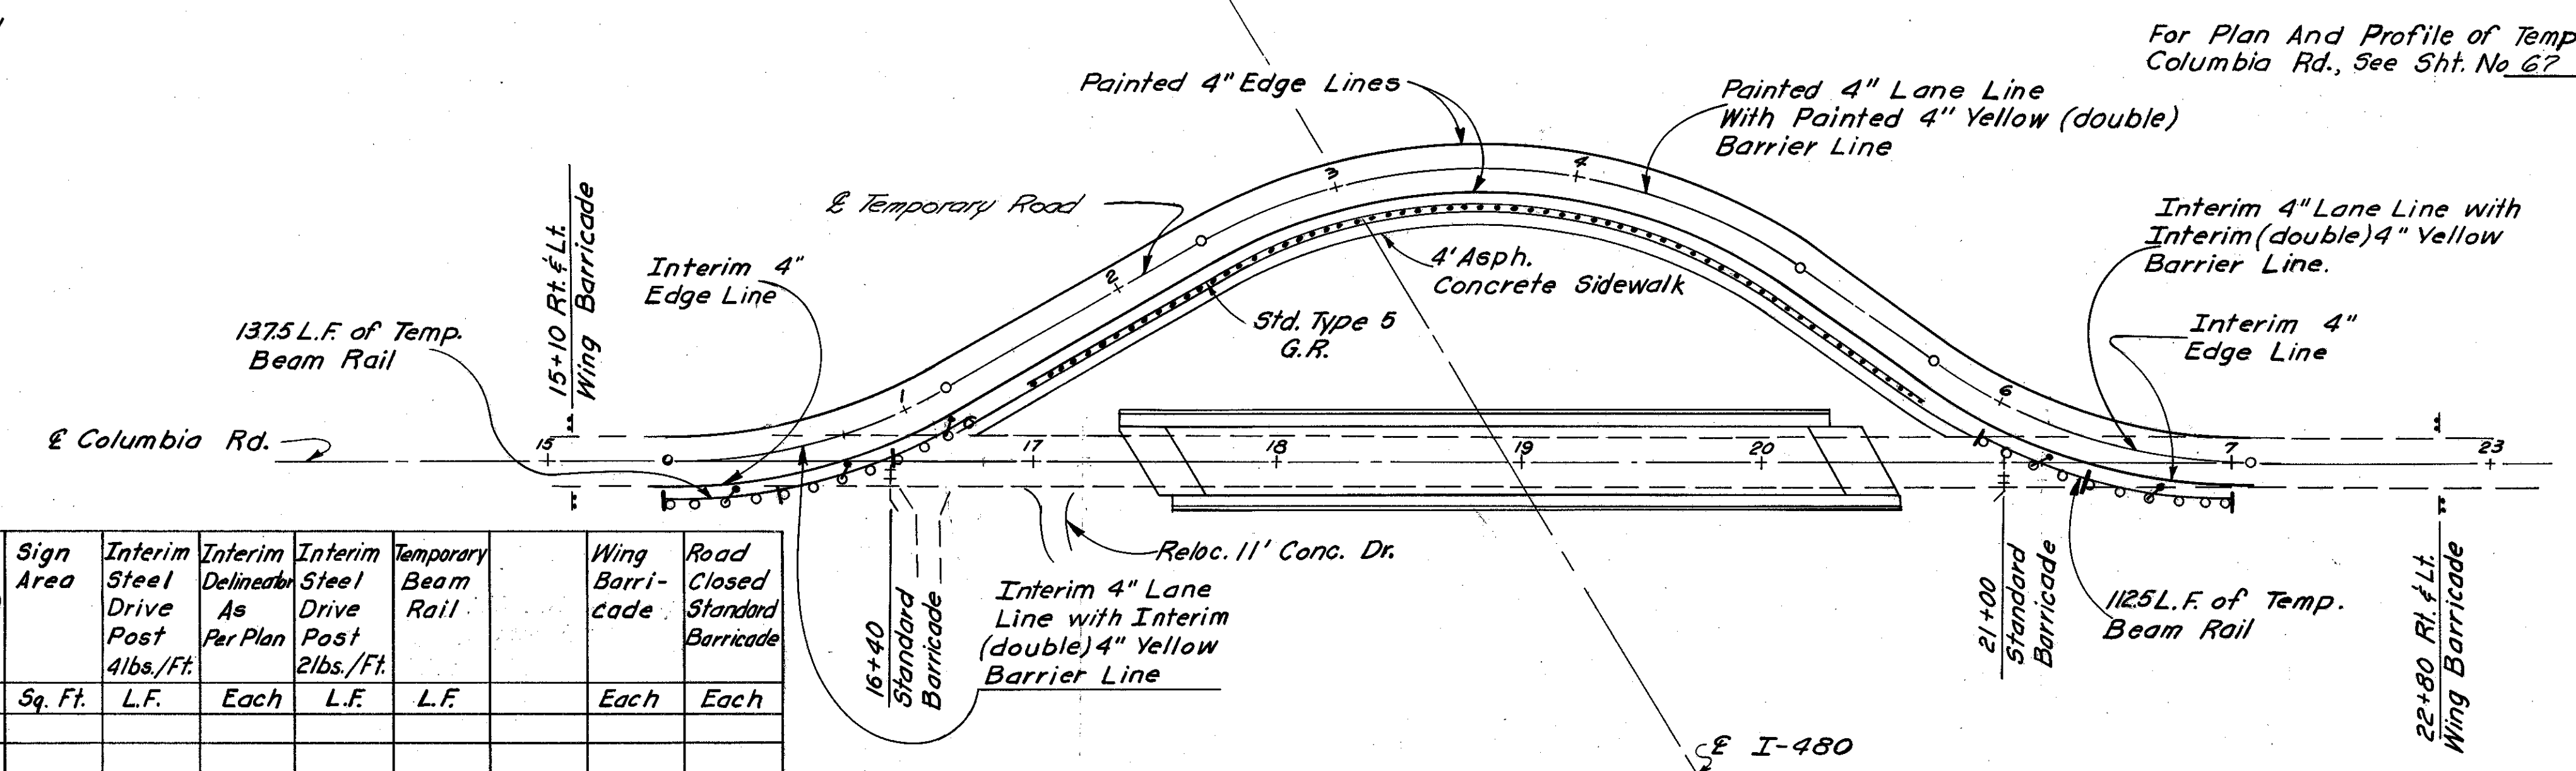 For Plan And Profile of Temp
Columbia Rd., See Sht. No 67
Painted 4" Edge Lines
Painted 4" Lane Line
With Painted 4" Yellow (double)
Barrier Line
℄ Temporary Road
Interim 4"
Edge Line
15+10 Rt. & Lt.
Wing Barricade
137.5 L.F. of Temp.
Beam Rail
℄ Columbia Rd.
4' Asph.
Concrete Sidewalk
Std. Type 5
G.R.
Interim 4" Lane Line with
Interim (double) 4" Yellow
Barrier Line.
Interim 4"
Edge Line
1
2
3
4
6
7
15
17
18
19
20
23
Reloc. 11' Conc. Dr.
Interim 4" Lane
Line with Interim
(double) 4" Yellow
Barrier Line
16+40
Standard
Barricade
21+00
Standard
Barricade
112.5 L.F. of Temp.
Beam Rail
22+80 Rt. & Lt.
Wing Barricade
℄ I-480
Sign
Area
Interim
Steel
Drive
Post
4lbs./Ft.
Interim
Delineator
As
Per Plan
Interim
Steel
Drive
Post
2lbs./Ft.
Temporary
Beam
Rail
Wing
Barri-
cade
Road
Closed
Standard
Barricade
Sq. Ft. L.F. Each L.F. L.F. Each Each